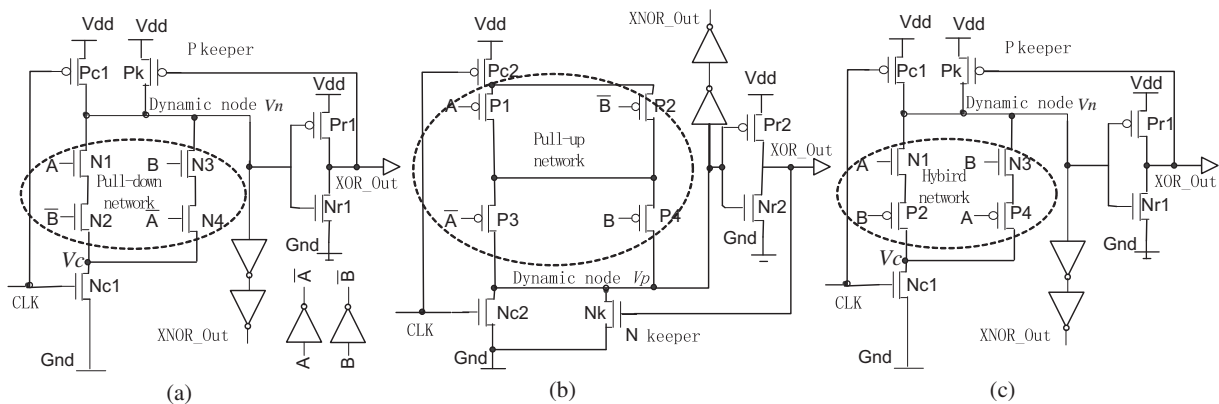 Vdd
Vdd
P keeper
Pc1
Pk
Vdd
Dynamic node Vn
Pr1
A
N1
B
N3
Pull-down
network
XOR_Out
B̅
N2
A̅
N4
Nr1
Gnd
Vc
CLK
Nc1
A̅
B̅
XNOR_Out
A
B
Gnd
(a)
XNOR_Out
Vdd
Pc2
Vdd
A
P1
B̅
P2
Pr2
Pull-up
network
XOR_Out
A̅
P3
B
P4
Nr2
Gnd
Dynamic node Vp
CLK
Nc2
Nk
N keeper
Gnd
(b)
Vdd
Vdd
P keeper
Pc1
Pk
Vdd
Dynamic node Vn
Pr1
A
N1
B
N3
Hybird
network
XOR_Out
B
P2
A
P4
Nr1
Gnd
Vc
CLK
Nc1
XNOR_Out
Gnd
(c)